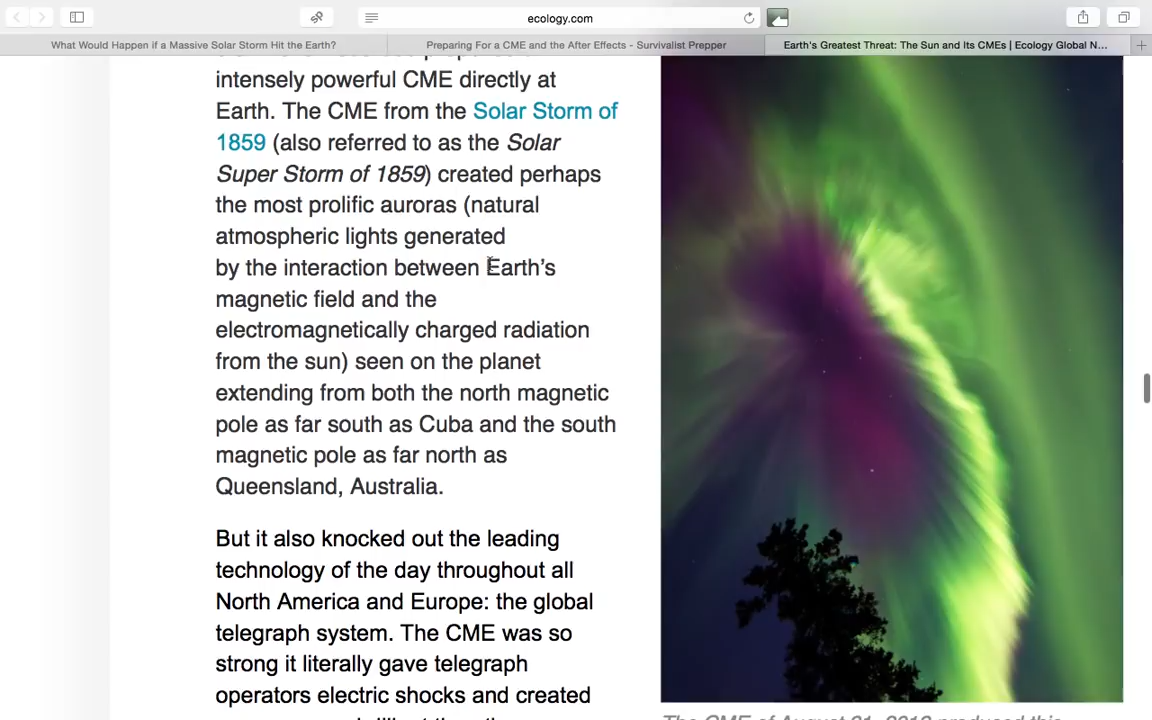 ecology.com
What Would Happen if a Massive Solar Storm Hit the Earth?
Preparing For a CME and the After Effects - Survivalist Prepper
Earth's Greatest Threat: The Sun and Its CMEs | Ecology Global N...
intensely powerful CME directly at
Earth. The CME from the Solar Storm of
1859 (also referred to as the Solar
Super Storm of 1859) created perhaps
the most prolific auroras (natural
atmospheric lights generated
by the interaction between Earth’s
magnetic field and the
electromagnetically charged radiation
from the sun) seen on the planet
extending from both the north magnetic
pole as far south as Cuba and the south
magnetic pole as far north as
Queensland, Australia.
But it also knocked out the leading
technology of the day throughout all
North America and Europe: the global
telegraph system. The CME was so
strong it literally gave telegraph
operators electric shocks and created